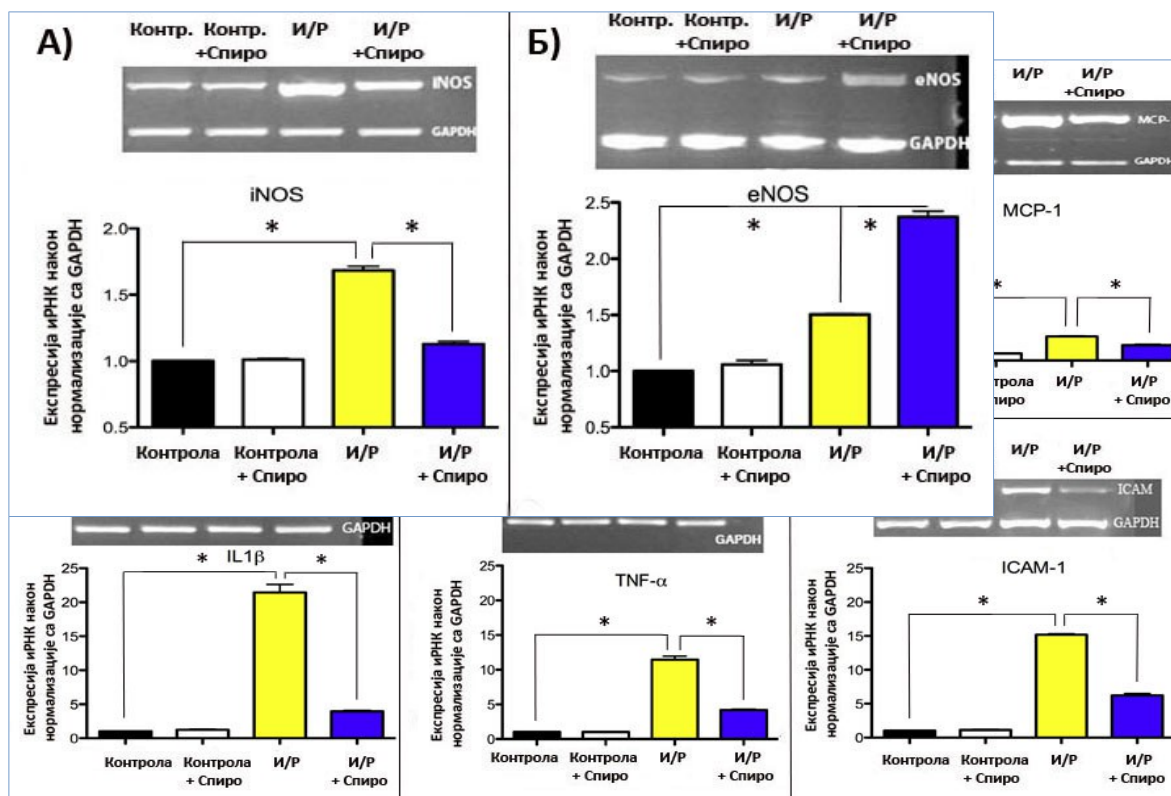 А)
Контр. Контр. И/Р И/Р
+Спиро +Спиро
iNOS
GAPDH
iNOS
Експресија иРНК након
нормализације са GAPDH
2.0
1.5
1.0
0.5
* *
Контрола Контрола И/Р И/Р
+ Спиро + Спиро
Б)
Контр. Контр. И/Р И/Р
+Спиро +Спиро
eNOS
GAPDH
eNOS
Експресија иРНК након
нормализације са GAPDH
2.5
2.0
1.5
1.0
0.5
* *
Контрола Контрола И/Р И/Р
+ Спиро + Спиро
И/Р И/Р
+Спиро
MCP-
GAPDH
MCP-1
* *
И/Р И/Р
+ Спиро
GAPDH
IL1β
Експресија иРНК након
нормализације са GAPDH
25
20
15
10
5
0
* *
Контрола Контрола И/Р И/Р
+ Спиро + Спиро
GAPDH
TNF-α
Експресија иРНК након
нормализације са GAPDH
25
20
15
10
5
0
* *
Контрола Контрола И/Р И/Р
+ Спиро + Спиро
И/Р И/Р
+Спиро
ICAM
GAPDH
ICAM-1
Експресија иРНК након
нормализације са GAPDH
25
20
15
10
5
0
* *
Контрола Контрола И/Р И/Р
+ Спиро + Спиро